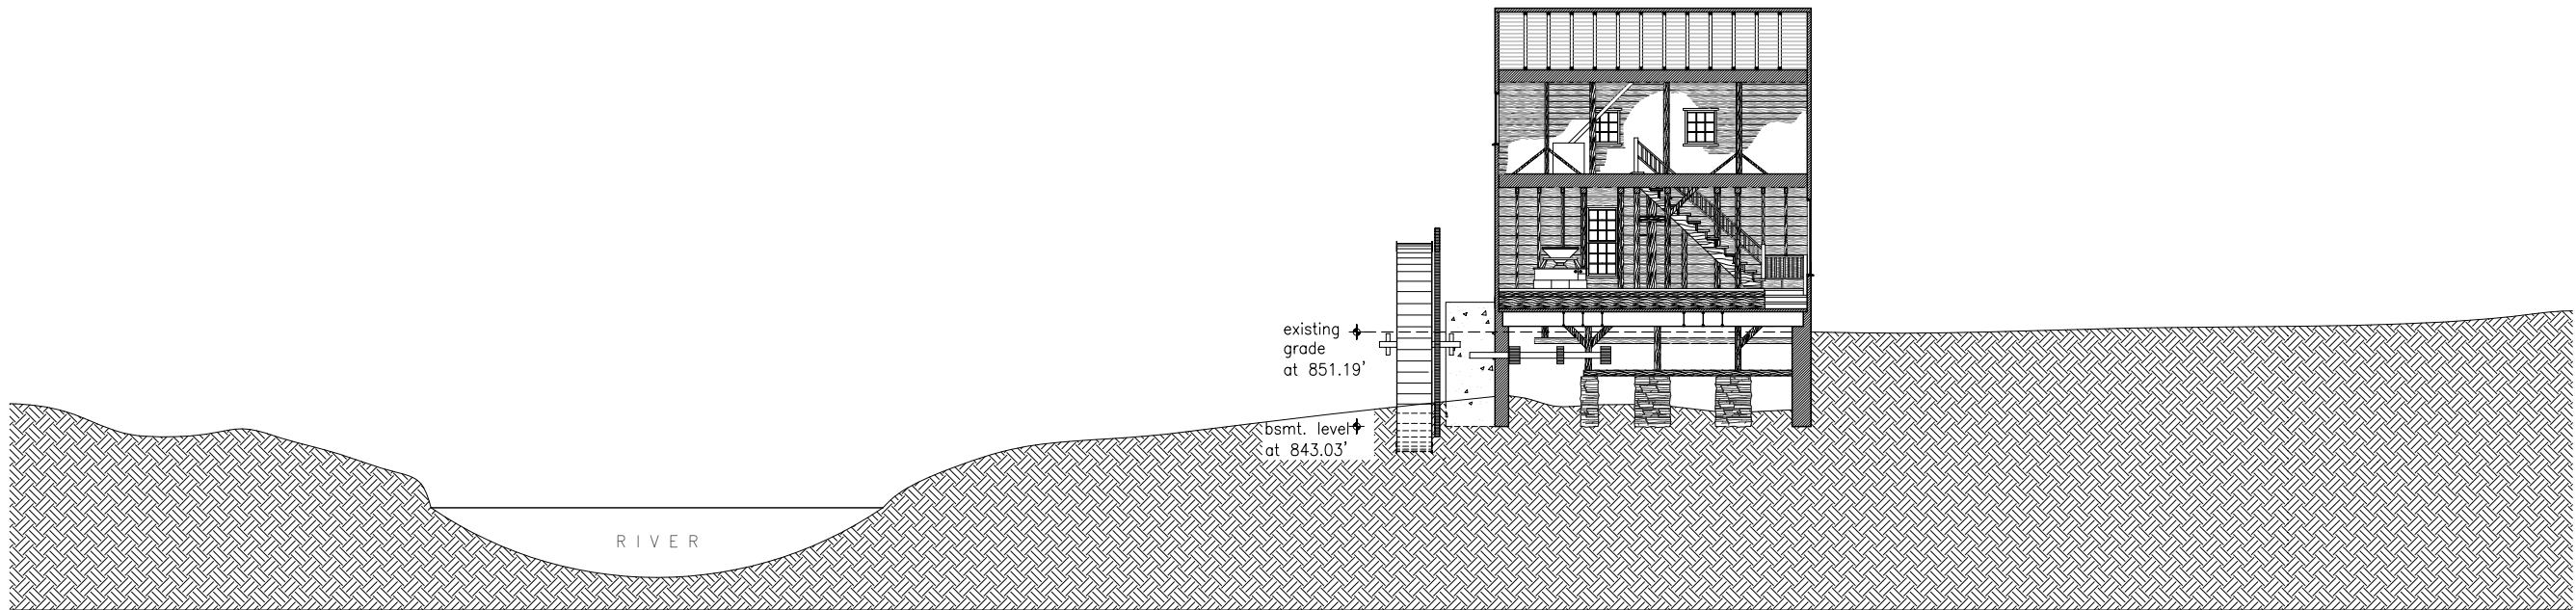 existing
grade
at 851.19'
bsmt. level
at 843.03'
RIVER